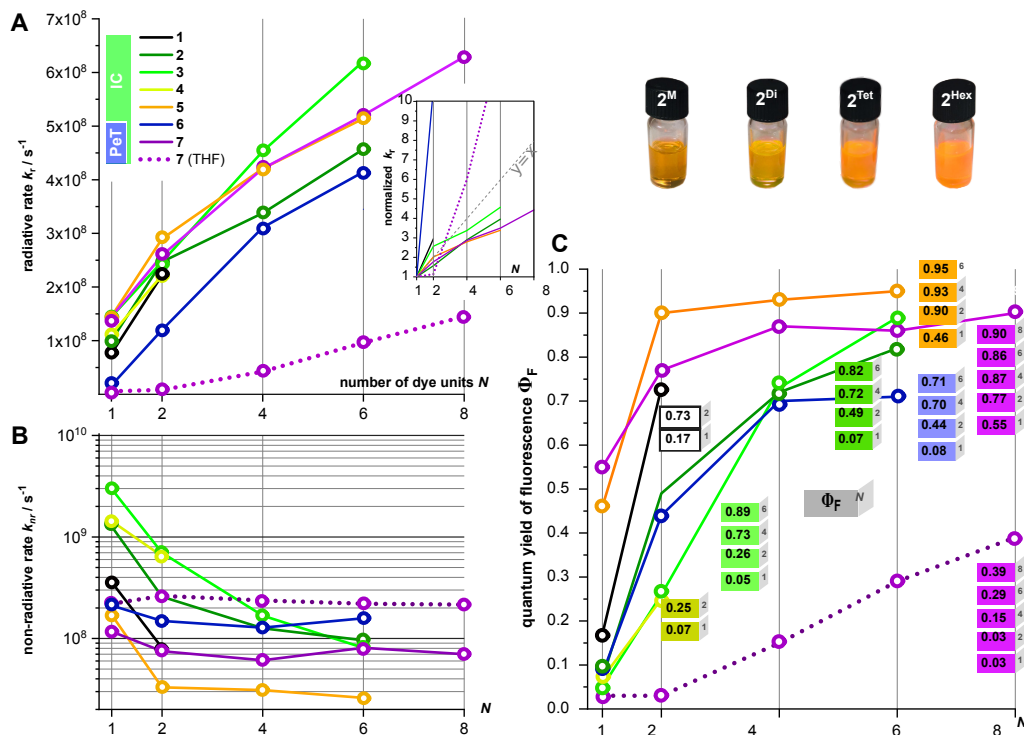 A
radiative rate kr / s⁻¹
7x10⁸
6x10⁸
5x10⁸
4x10⁸
3x10⁸
2x10⁸
1x10⁸
IC
PeT
1
2
3
4
5
6
7
7 (THF)
normalized kr
10
9
8
7
6
5
4
3
2
1
y=x
1 2 4 6 8
N
number of dye units N
1 2 4 6 8
2ᴹ
2ᴰⁱ
2ᵀᵉᵗ
2ᴴᵉˣ
B
non-radiative rate knr / s⁻¹
10¹⁰
10⁹
10⁸
1 2 4 6 8
N
C
quantum yield of fluorescence ΦF
1.0
0.9
0.8
0.7
0.6
0.5
0.4
0.3
0.2
0.1
0.0
0.95 6
0.93 4
0.90 2
0.46 1
0.90 8
0.86 6
0.87 4
0.77 2
0.55 1
0.82 6
0.72 4
0.49 2
0.07 1
0.71 6
0.70 4
0.44 2
0.08 1
0.73 2
0.17 1
ΦF N
0.89 6
0.73 4
0.26 2
0.05 1
0.25 2
0.07 1
0.39 8
0.29 6
0.15 4
0.03 2
0.03 1
1 2 4 6 8
N